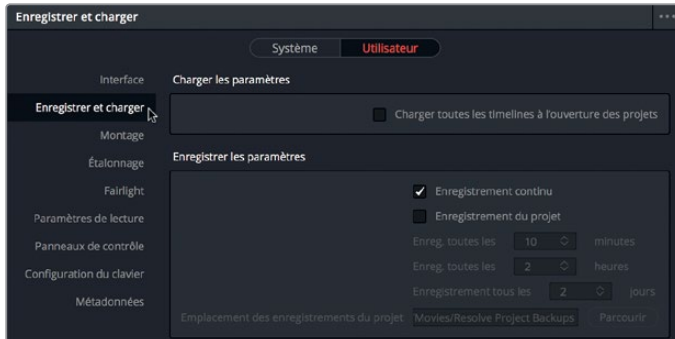 Enregistrer et charger
Système Utilisateur
Interface
Enregistrer et charger
Montage
Étalonnage
Fairlight
Paramètres de lecture
Panneaux de contrôle
Configuration du clavier
Métadonnées
Charger les paramètres
Charger toutes les timelines à l'ouverture des projets
Enregistrer les paramètres
Enregistrement continu
Enregistrement du projet
Enreg. toutes les 10 minutes
Enreg. toutes les 2 heures
Enregistrement tous les 2 jours
Emplacement des enregistrements du projet Movies/Resolve Project Backups Parcourir